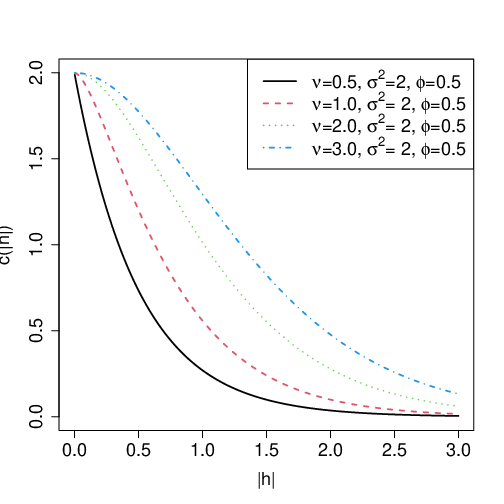 ν=0.5, σ²=2, ϕ=0.5
ν=1.0, σ²= 2, ϕ=0.5
ν=2.0, σ²= 2, ϕ=0.5
ν=3.0, σ²= 2, ϕ=0.5
c(|h|)
2.0
1.5
1.0
0.5
0.0
0.0 0.5 1.0 1.5 2.0 2.5 3.0
|h|